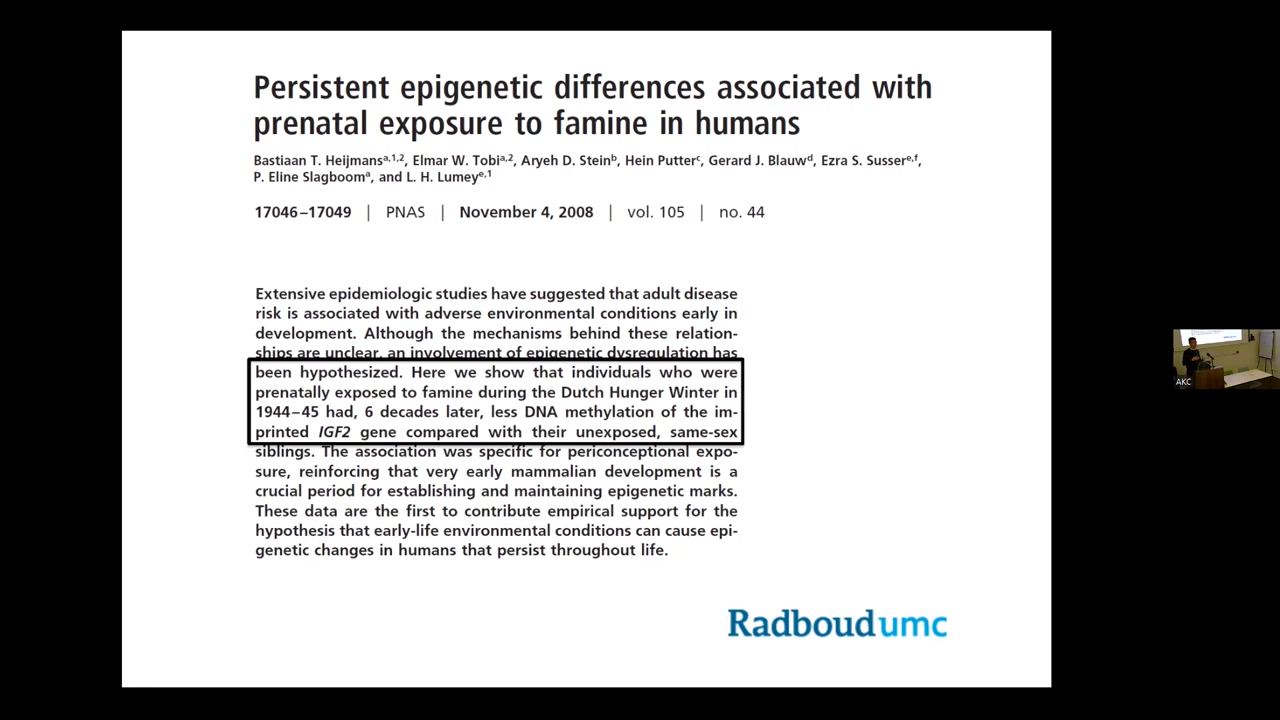 Persistent epigenetic differences associated with
prenatal exposure to famine in humans
Bastiaan T. Heijmansa,1,2, Elmar W. Tobia,2, Aryeh D. Steinb, Hein Putterc, Gerard J. Blauwd, Ezra S. Sussere,f,
P. Eline Slagbooma, and L. H. Lumeye,1
17046–17049 | PNAS | November 4, 2008 | vol. 105 | no. 44
Extensive epidemiologic studies have suggested that adult disease
risk is associated with adverse environmental conditions early in
development. Although the mechanisms behind these relation-
ships are unclear, an involvement of epigenetic dysregulation has
been hypothesized. Here we show that individuals who were
prenatally exposed to famine during the Dutch Hunger Winter in
1944–45 had, 6 decades later, less DNA methylation of the im-
printed IGF2 gene compared with their unexposed, same-sex
siblings. The association was specific for periconceptional expo-
sure, reinforcing that very early mammalian development is a
crucial period for establishing and maintaining epigenetic marks.
These data are the first to contribute empirical support for the
hypothesis that early-life environmental conditions can cause epi-
genetic changes in humans that persist throughout life.
Radboudumc
AKC